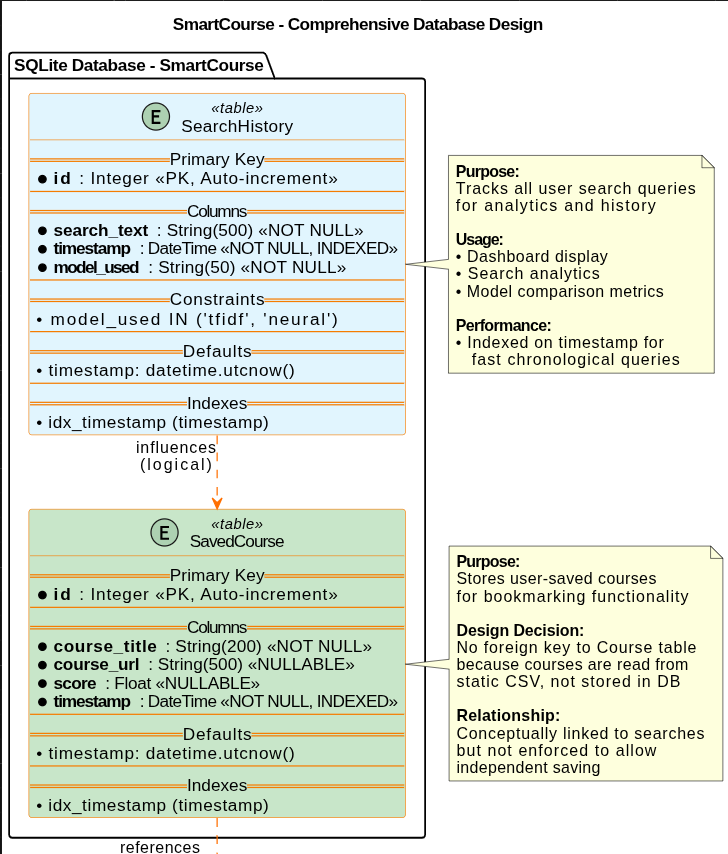 SmartCourse - Comprehensive Database Design
SQLite Database - SmartCourse
E
«table»
SearchHistory
Primary Key
● id : Integer «PK, Auto-increment»
Columns
● search_text : String(500) «NOT NULL»
● timestamp : DateTime «NOT NULL, INDEXED»
● model_used : String(50) «NOT NULL»
Constraints
• model_used IN ('tfidf', 'neural')
Defaults
• timestamp: datetime.utcnow()
Indexes
• idx_timestamp (timestamp)
Purpose:
Tracks all user search queries
for analytics and history
Usage:
• Dashboard display
• Search analytics
• Model comparison metrics
Performance:
• Indexed on timestamp for
fast chronological queries
influences
(logical)
E
«table»
SavedCourse
Primary Key
● id : Integer «PK, Auto-increment»
Columns
● course_title : String(200) «NOT NULL»
● course_url : String(500) «NULLABLE»
● score : Float «NULLABLE»
● timestamp : DateTime «NOT NULL, INDEXED»
Defaults
• timestamp: datetime.utcnow()
Indexes
• idx_timestamp (timestamp)
Purpose:
Stores user-saved courses
for bookmarking functionality
Design Decision:
No foreign key to Course table
because courses are read from
static CSV, not stored in DB
Relationship:
Conceptually linked to searches
but not enforced to allow
independent saving
references